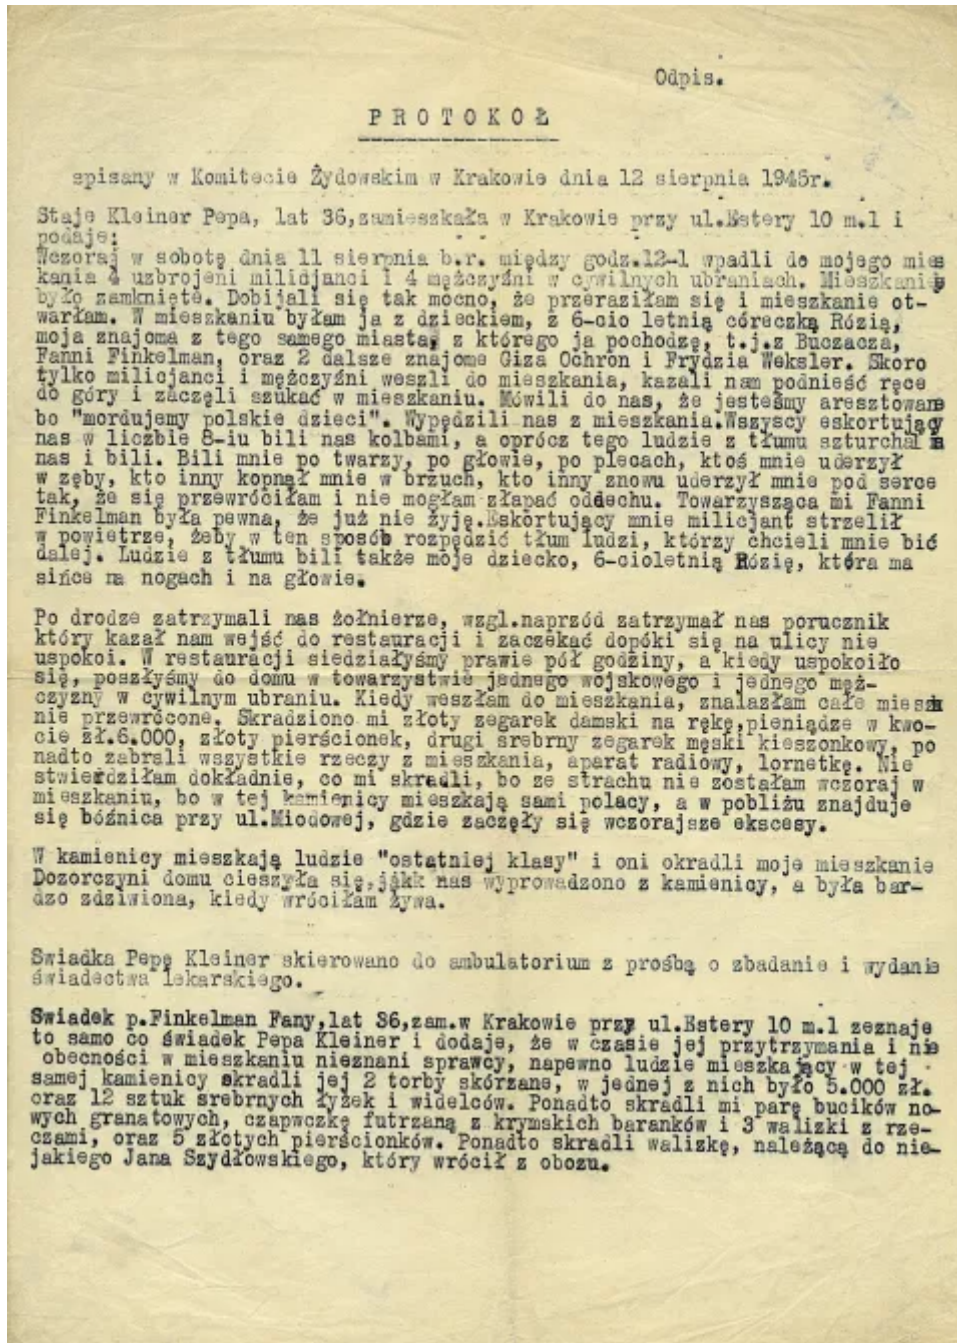 Odpis.
PROTOKOŁ
spisany w Komitecie Żydowskim w Krakowie dnia 12 sierpnia 1945r.
Staje Kleiner Pepa, lat 36,zamieszkała w Krakowie przy ul.Estery 10 m.1 i
podaje:
Wczoraj w sobotę dnia 11 sierpnia b.r. między godz.12-1 wpadli do mojego mies
kania 4 uzbrojeni milicjanci i 4 mężczyźni w cywilnych ubraniach. Mieszkanie
było zamknięte. Dobijali się tak mocno, że przeraziłam się i mieszkanie ot-
warłam. W mieszkaniu byłam ja z dzieckiem, z 6-cio letnią córeczką Rózią,
moja znajoma z tego samego miasta, z którego ja pochodzę, t.j.z Buczacza,
Fanni Finkelman, oraz 2 dalsze znajome Giza Ochron i Frydzia Weksler. Skoro
tylko milicjanci i mężczyźni weszli do mieszkania, kazali nam podnieść ręce
do góry i zaczęli szukać w mieszkaniu. Mówili do nas, że jesteśmy aresztowane
bo "mordujemy polskie dzieci". Wypędzili nas z mieszkania.Wszyscy eskortujący
nas w liczbie 8-iu bili nas kolbami, a oprócz tego ludzie z tłumu szturchali
nas i bili. Bili mnie po twarzy, po głowie, po plecach, ktoś mnie uderzył
w zęby, kto inny kopnął mnie w brzuch, kto inny znowu uderzył mnie pod serce
tak, że się przewróciłam i nie mogłam złapać oddechu. Towarzysząca mi Fanni
Finkelman była pewna, że już nie żyję.Eskortujący mnie milicjant strzelił
w powietrze, żeby w ten sposób rozpędzić tłum ludzi, którzy chcieli mnie bić
dalej. Ludzie z tłumu bili także moje dziecko, 6-cioletnią Rózię, która ma
sińce na nogach i na głowie.
Po drodze zatrzymali nas żołnierze, wzgl.naprzód zatrzymał nas porucznik
który kazał nam wejść do restauracji i zaczekać dopóki się na ulicy nie
uspokoi. W restauracji siedziałyśmy prawie pół godziny, a kiedy uspokoiło
się, poszłyśmy do domu w towarzystwie jednego wojskowego i jednego męż-
czyzny w cywilnym ubraniu. Kiedy weszłam do mieszkania, znalazłam całe mieszka
nie przewrócone. Skradziono mi złoty zegarek damski na rękę,pieniądze w kwo-
cie zł.6.000, złoty pierścionek, drugi srebrny zegarek męski kieszonkowy, po
nadto zabrali wszystkie rzeczy z mieszkania, aparat radiowy, lornetkę. Nie
stwierdziłam dokładnie, co mi skradli, bo ze strachu nie zostałam wczoraj w
mieszkaniu, bo w tej kamienicy mieszkają sami polacy, a w pobliżu znajduje
się bóżnica przy ul.Miodowej, gdzie zaczęły się wczorajsze ekscesy.
W kamienicy mieszkają ludzie "ostatniej klasy" i oni okradli moje mieszkanie
Dozorczyni domu cieszyła się,jakk nas wyprowadzono z kamienicy, a była bar-
dzo zdziwiona, kiedy wróciłam żywa.
Swiadka Pepę Kleiner skierowano do ambulatorium z prośbą o zbadanie i wydanie
świadectwa lekarskiego.
Swiadek p.Finkelman Fany,lat 36,zam.w Krakowie przy ul.Estery 10 m.1 zeznaje
to samo co świadek Pepa Kleiner i dodaje, że w czasie jej przytrzymania i nie
obecności w mieszkaniu nieznani sprawcy, napewno ludzie mieszkający w tej
samej kamienicy skradli jej 2 torby skórzane, w jednej z nich było 5.000 zł.
oraz 12 sztuk srebrnych łyżek i widelców. Ponadto skradli mi parę bucików no-
wych granatowych, czapwczkę futrzaną z krymskich baranków i 3 walizki z rze-
czami, oraz 5 złotych pierścionków. Ponadto skradli walizkę, należącą do nie-
jakiego Jana Szydłowskiego, który wrócił z obozu.